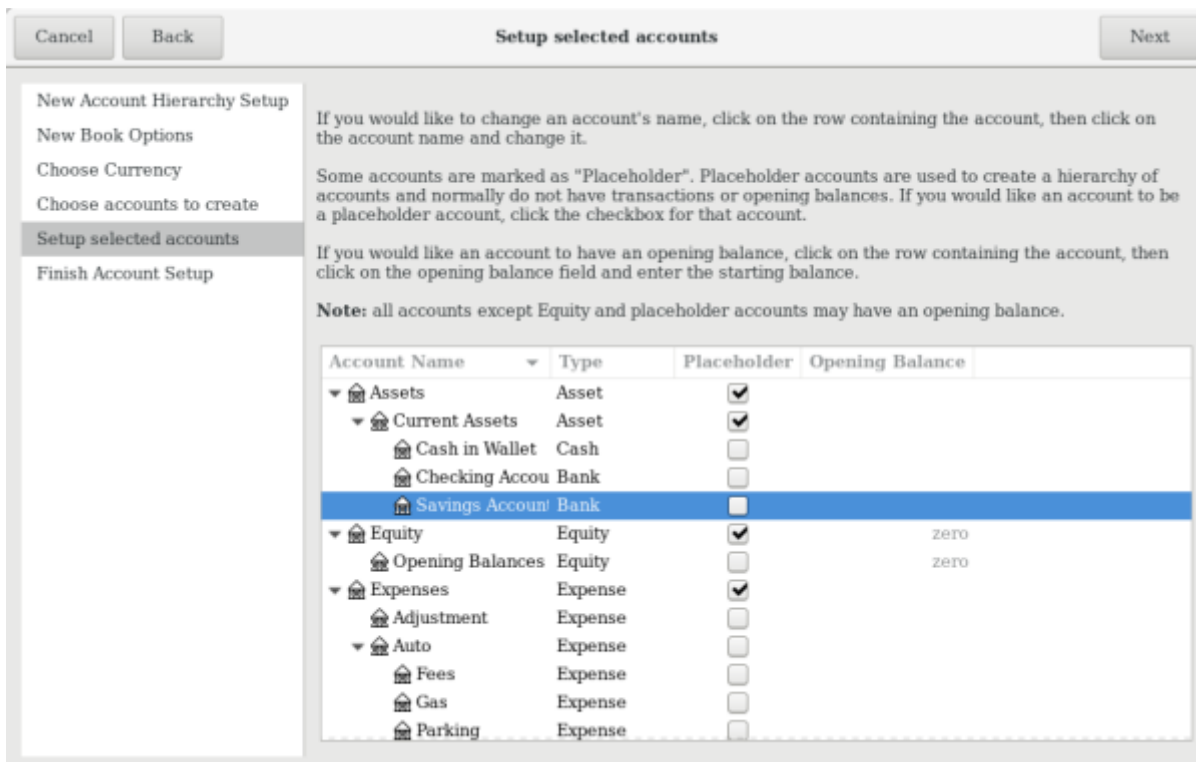 Cancel Back Setup selected accounts Next
New Account Hierarchy Setup
New Book Options
Choose Currency
Choose accounts to create
Setup selected accounts
Finish Account Setup
If you would like to change an account's name, click on the row containing the account, then click on
the account name and change it.
Some accounts are marked as "Placeholder". Placeholder accounts are used to create a hierarchy of
accounts and normally do not have transactions or opening balances. If you would like an account to be
a placeholder account, click the checkbox for that account.
If you would like an account to have an opening balance, click on the row containing the account, then
click on the opening balance field and enter the starting balance.
Note: all accounts except Equity and placeholder accounts may have an opening balance.
Account Name Type Placeholder Opening Balance
Assets Asset
Current Assets Asset
Cash in Wallet Cash
Checking Accou Bank
Savings Account Bank
Equity Equity zero
Opening Balances Equity zero
Expenses Expense
Adjustment Expense
Auto Expense
Fees Expense
Gas Expense
Parking Expense